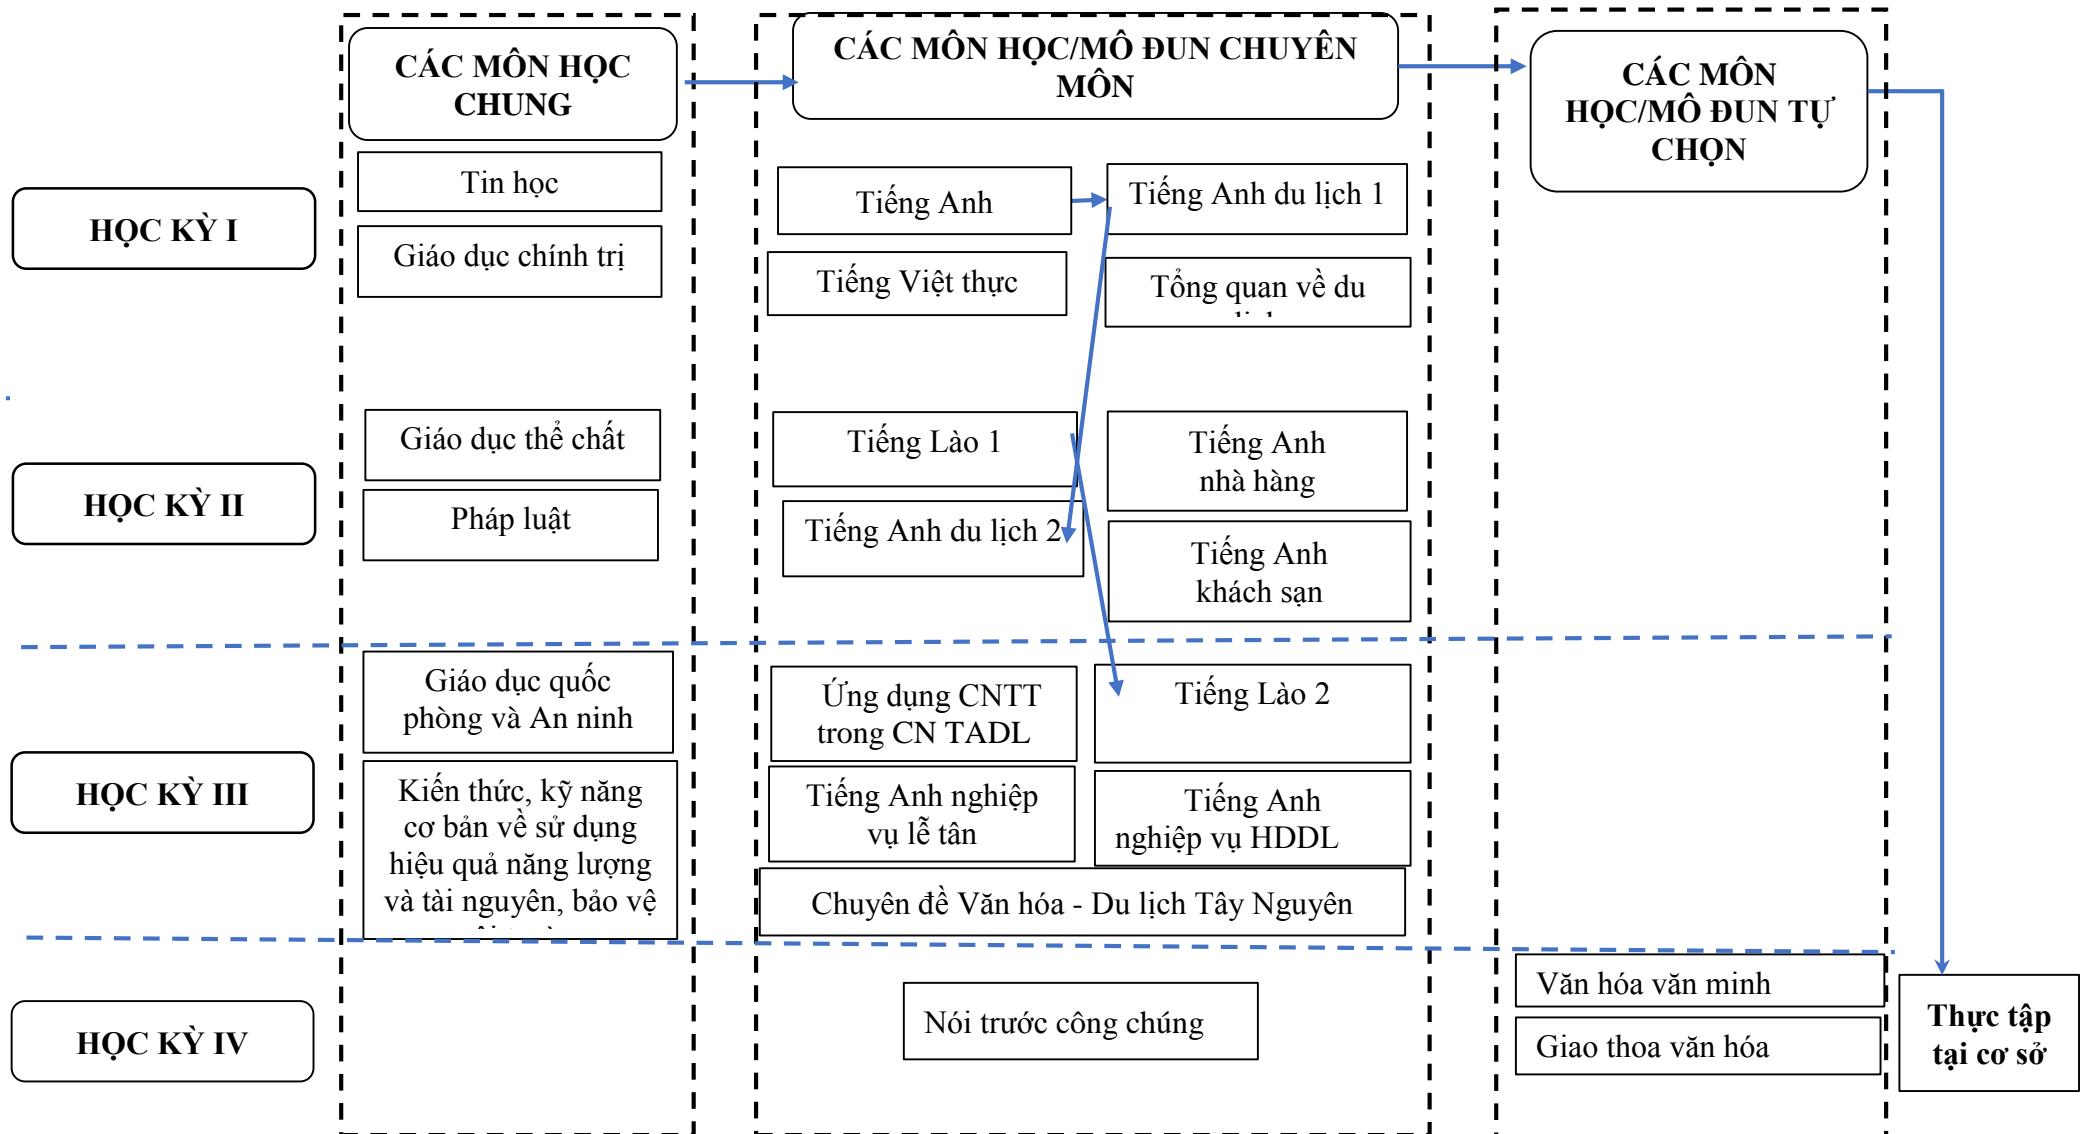 CÁC MÔN HỌC
CHUNG
CÁC MÔN HỌC/MÔ ĐUN CHUYÊN
MÔN
CÁC MÔN
HỌC/MÔ ĐUN TỰ
CHỌN
HỌC KỲ I
Tin học
Giáo dục chính trị
Tiếng Anh
Tiếng Anh du lịch 1
Tiếng Việt thực
Tổng quan về du
HỌC KỲ II
Giáo dục thể chất
Pháp luật
Tiếng Lào 1
Tiếng Anh
nhà hàng
Tiếng Anh du lịch 2
Tiếng Anh
khách sạn
HỌC KỲ III
Giáo dục quốc
phòng và An ninh
Kiến thức, kỹ năng
cơ bản về sử dụng
hiệu quả năng lượng
và tài nguyên, bảo vệ
Ứng dụng CNTT
trong CN TADL
Tiếng Lào 2
Tiếng Anh nghiệp
vụ lễ tân
Tiếng Anh
nghiệp vụ HDDL
Chuyên đề Văn hóa - Du lịch Tây Nguyên
HỌC KỲ IV
Nói trước công chúng
Văn hóa văn minh
Giao thoa văn hóa
Thực tập
tại cơ sở